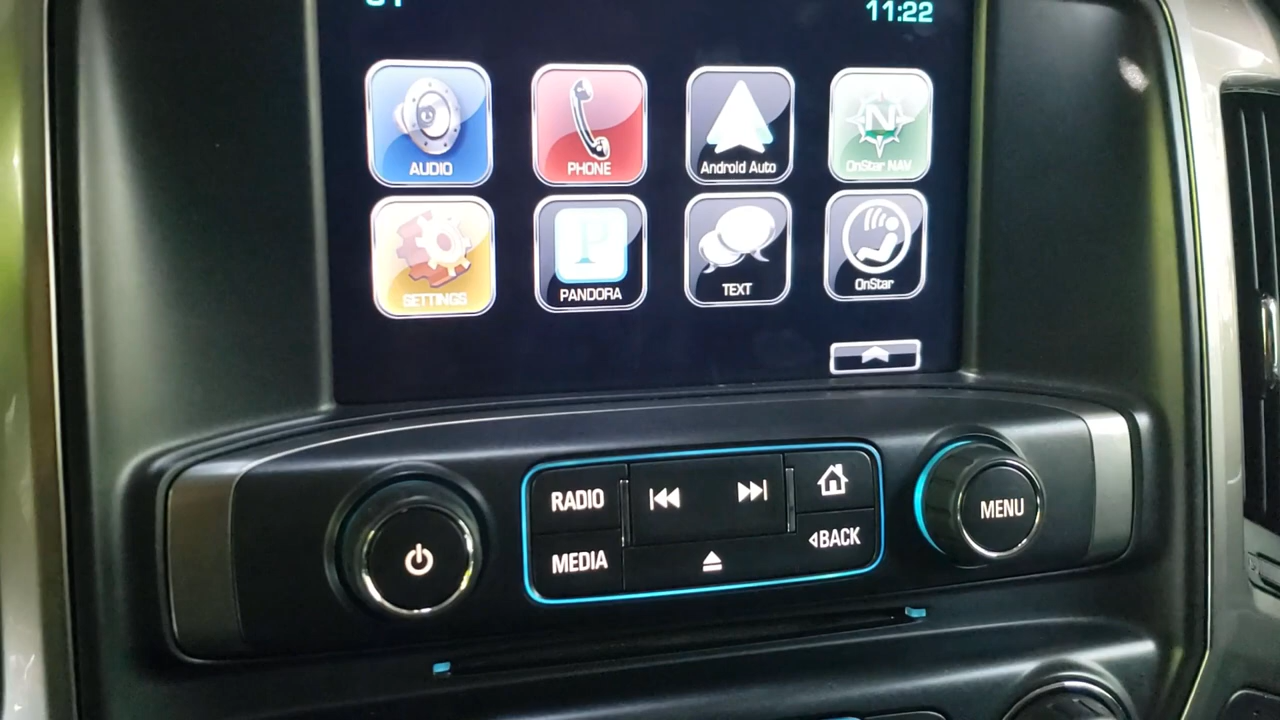 11:22
AUDIO
PHONE
Android Auto
N
OnStar NAV
SETTINGS
P
PANDORA
TEXT
OnStar
RADIO
MEDIA
BACK
MENU